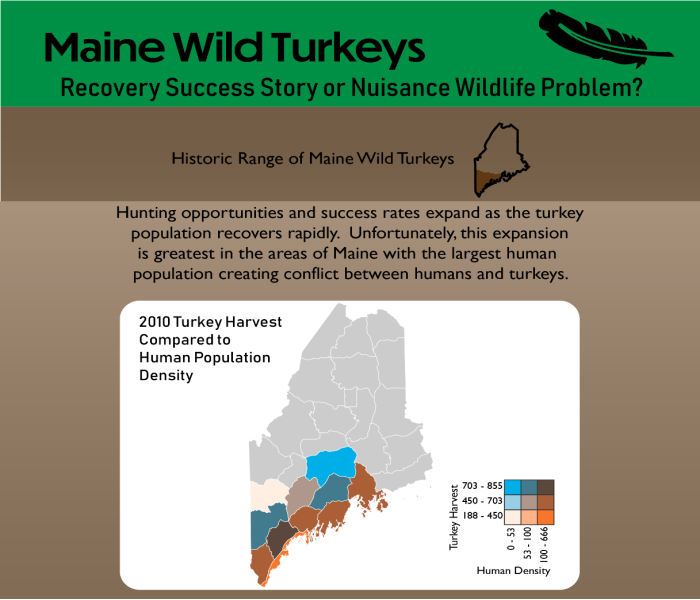 Maine Wild Turkeys
Recovery Success Story or Nuisance Wildlife Problem?
Historic Range of Maine Wild Turkeys
Hunting opportunities and success rates expand as the turkey
population recovers rapidly. Unfortunately, this expansion
is greatest in the areas of Maine with the largest human
population creating conflict between humans and turkeys.
2010 Turkey Harvest
Compared to
Human Population
Density
Turkey Harvest
703 - 855
450 - 703
188 - 450
0 - 53
53 - 100
100 - 666
Human Density